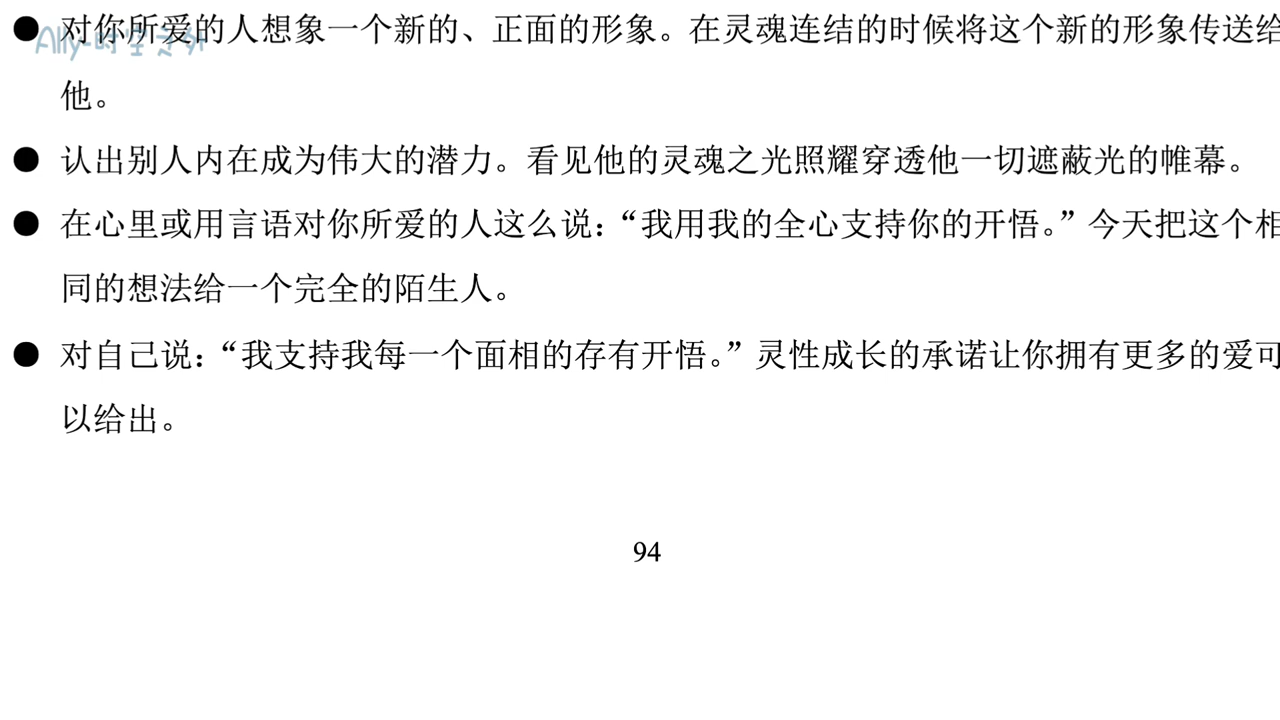 ● 对你所爱的人想象一个新的、正面的形象。在灵魂连结的时候将这个新的形象传送给
他。
● 认出别人内在成为伟大的潜力。看见他的灵魂之光照耀穿透他一切遮蔽光的帷幕。
● 在心里或用言语对你所爱的人这么说：“我用我的全心支持你的开悟。”今天把这个相
同的想法给一个完全的陌生人。
● 对自己说：“我支持我每一个面相的存有开悟。”灵性成长的承诺让你拥有更多的爱可
以给出。
94
Ally-时空之外